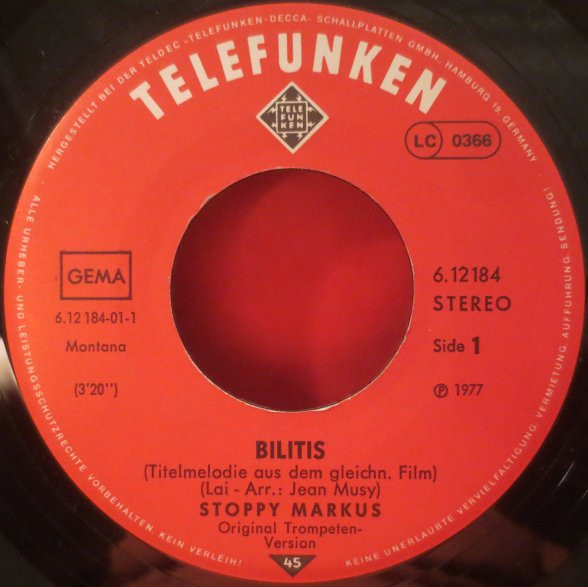 HERGESTELLT BEI DER TELDEC »TELEFUNKEN-DECCA« SCHALLPLATTEN GMBH, HAMBURG 19, GERMANY
TELEFUNKEN
TELE
FUN
KEN
LC 0366
GEMA
6.12 184-01-1
Montana
(3'20'')
6.12184
STEREO
Side 1
Ⓟ 1977
BILITIS
(Titelmelodie aus dem gleichn. Film)
(Lai - Arr.: Jean Musy)
STOPPY MARKUS
Original Trompeten-
Version
45
ALLE URHEBER- UND LEISTUNGSSCHUTZRECHTE VORBEHALTEN. KEIN VERLEIH!
KEINE UNERLAUBTE VERVIELFÄLTIGUNG, VERMIETUNG, AUFFÜHRUNG, SENDUNG!